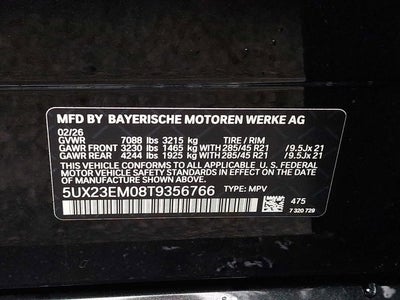 MFD BY BAYERISCHE MOTOREN WERKE AG
02/26
GVWR 7088 lbs 3215 kg TIRE / RIM
GAWR FRONT 3230 lbs 1465 kg WITH 285/45 R21 / 9.5Jx 21
GAWR REAR 4244 lbs 1925 kg WITH 285/45 R21 / 9.5Jx 21
THIS VEHICLE CONFORMS TO ALL APPLICABLE U.S. FEDERAL
MOTOR VEHICLE SAFETY STANDARDS IN EFFECT ON THE DATE
OF MANUFACTURE SHOWN ABOVE.
5UX23EM08T9356766 TYPE: MPV
475
7 320 729